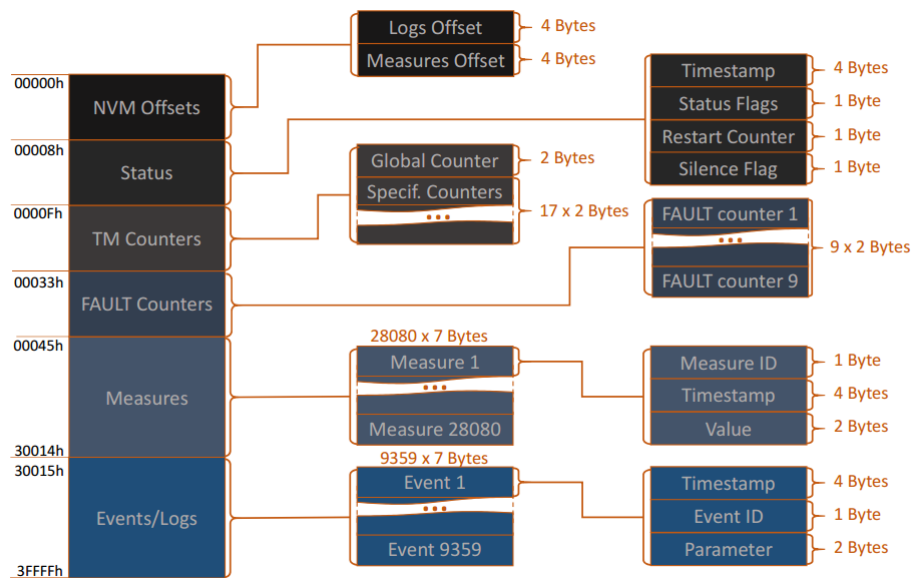 Logs Offset
4 Bytes
Measures Offset
4 Bytes
00000h
NVM Offsets
00008h
Status
0000Fh
TM Counters
00033h
FAULT Counters
00045h
Measures
30014h
30015h
Events/Logs
3FFFFh
Timestamp
4 Bytes
Status Flags
1 Byte
Restart Counter
1 Byte
Silence Flag
1 Byte
Global Counter
2 Bytes
Specif. Counters
17 x 2 Bytes
FAULT counter 1
FAULT counter 9
9 x 2 Bytes
28080 x 7 Bytes
Measure 1
Measure 28080
Measure ID
1 Byte
Timestamp
4 Bytes
Value
2 Bytes
9359 x 7 Bytes
Event 1
Event 9359
Timestamp
4 Bytes
Event ID
1 Byte
Parameter
2 Bytes